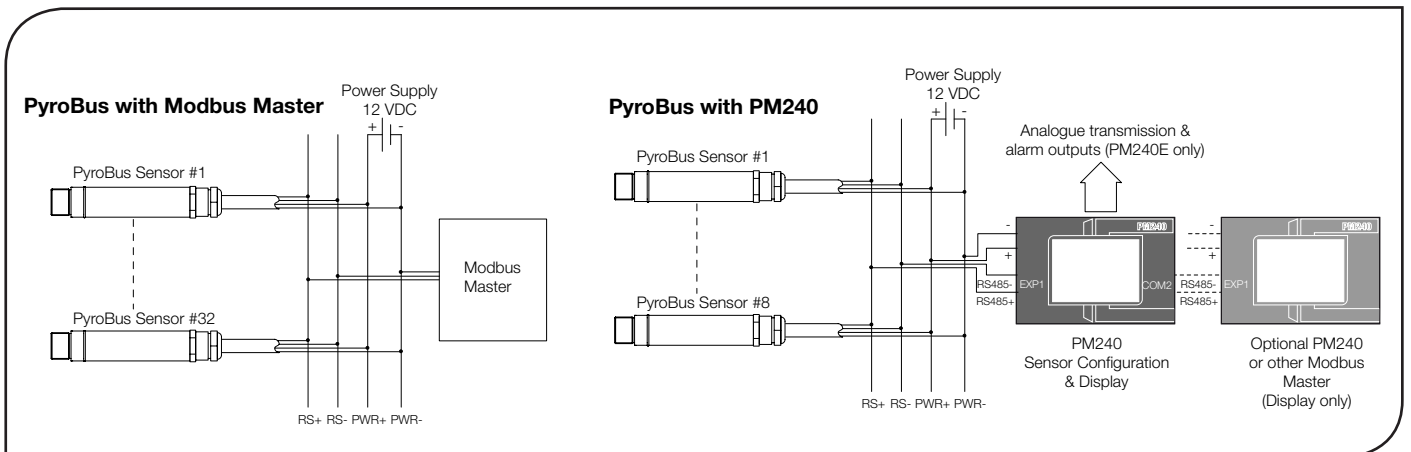 PyroBus with Modbus Master
Power Supply
12 VDC
+ -
PyroBus Sensor #1
PyroBus Sensor #32
Modbus
Master
RS+ RS- PWR+ PWR-
PyroBus with PM240
Power Supply
12 VDC
+ -
PyroBus Sensor #1
PyroBus Sensor #8
RS+ RS- PWR+ PWR-
Analogue transmission &
alarm outputs (PM240E only)
-
+
RS485-
RS485+
EXP1
PM240
COM2
PM240
Sensor Configuration
& Display
-
+
RS485-
RS485+
EXP1
PM240
Optional PM240
or other Modbus
Master
(Display only)